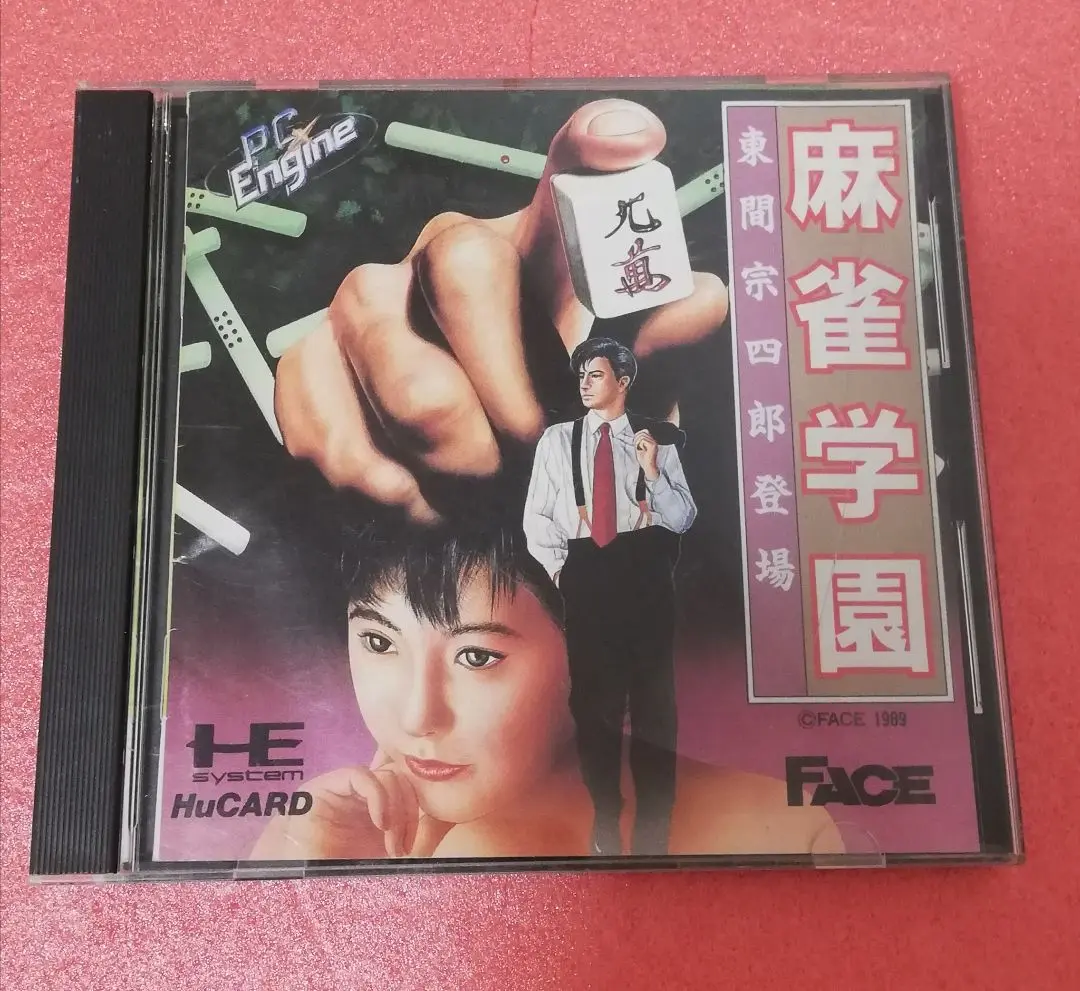 PC Engine
麻雀学園
東間宗四郎登場
九萬
©FACE 1989
HE
system
HuCARD
FACE